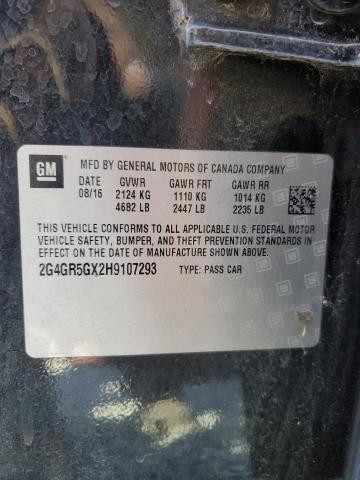 GM
MFD BY GENERAL MOTORS OF CANADA COMPANY
DATE GVWR GAWR FRT GAWR RR
08/16 2124 KG 1110 KG 1014 KG
4682 LB 2447 LB 2235 LB
THIS VEHICLE CONFORMS TO ALL APPLICABLE U.S. FEDERAL MOTOR
VEHICLE SAFETY, BUMPER, AND THEFT PREVENTION STANDARDS IN
EFFECT ON THE DATE OF MANUFACTURE SHOWN ABOVE.
2G4GR5GX2H9107293 TYPE: PASS CAR